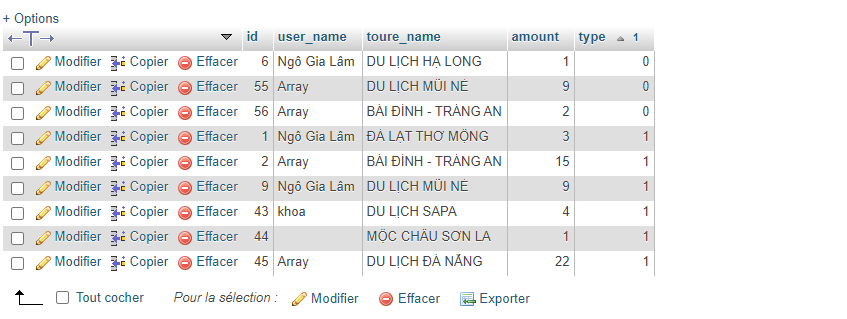 + Options
id user_name toure_name amount type 1
Modifier Copier Effacer 6 Ngô Gia Lâm DU LỊCH HẠ LONG 1 0
Modifier Copier Effacer 55 Array DU LỊCH MŨI NÉ 9 0
Modifier Copier Effacer 56 Array BÁI ĐÍNH - TRÀNG AN 2 0
Modifier Copier Effacer 1 Ngô Gia Lâm ĐÀ LẠT THƠ MỘNG 3 1
Modifier Copier Effacer 2 Array BÁI ĐÍNH - TRÀNG AN 15 1
Modifier Copier Effacer 9 Ngô Gia Lâm DU LỊCH MŨI NÉ 9 1
Modifier Copier Effacer 43 khoa DU LỊCH SAPA 4 1
Modifier Copier Effacer 44 MỘC CHÂU SƠN LA 1 1
Modifier Copier Effacer 45 Array DU LỊCH ĐÀ NẴNG 22 1
Tout cocher Pour la sélection : Modifier Effacer Exporter